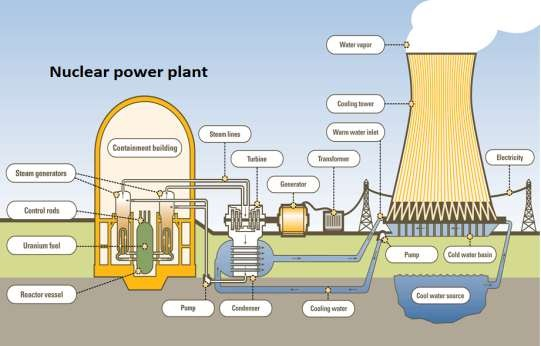 Water vapor
Nuclear power plant
Cooling tower
Steam lines
Warm water inlet
Containment building
Turbine
Transformer
Electricity
Steam generators
Generator
Control rods
Uranium fuel
Pump
Cold water basin
Reactor vessel
Cool water source
Pump
Condenser
Cooling water